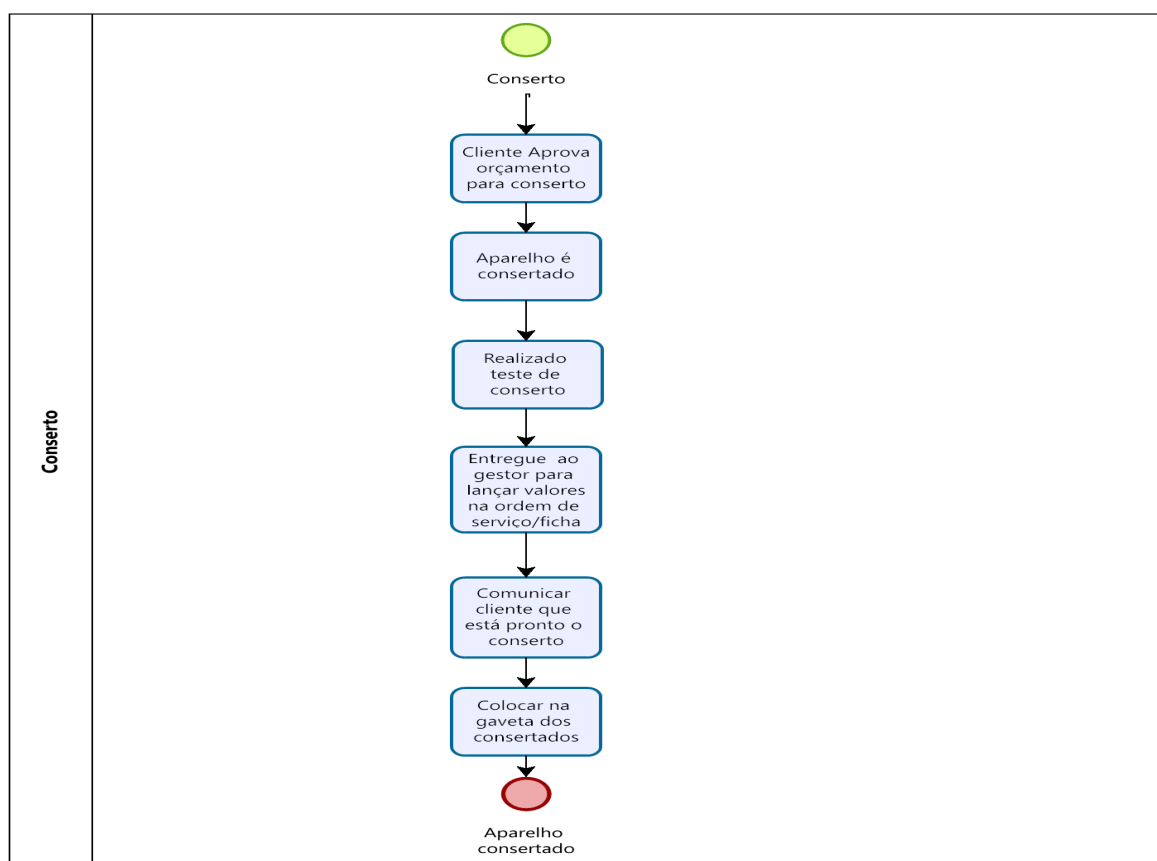 Conserto
Conserto
Cliente Aprova
orçamento
para conserto
Aparelho é
consertado
Realizado
teste de
conserto
Entregue ao
gestor para
lançar valores
na ordem de
serviço/ficha
Comunicar
cliente que
está pronto o
conserto
Colocar na
gaveta dos
consertados
Aparelho
consertado